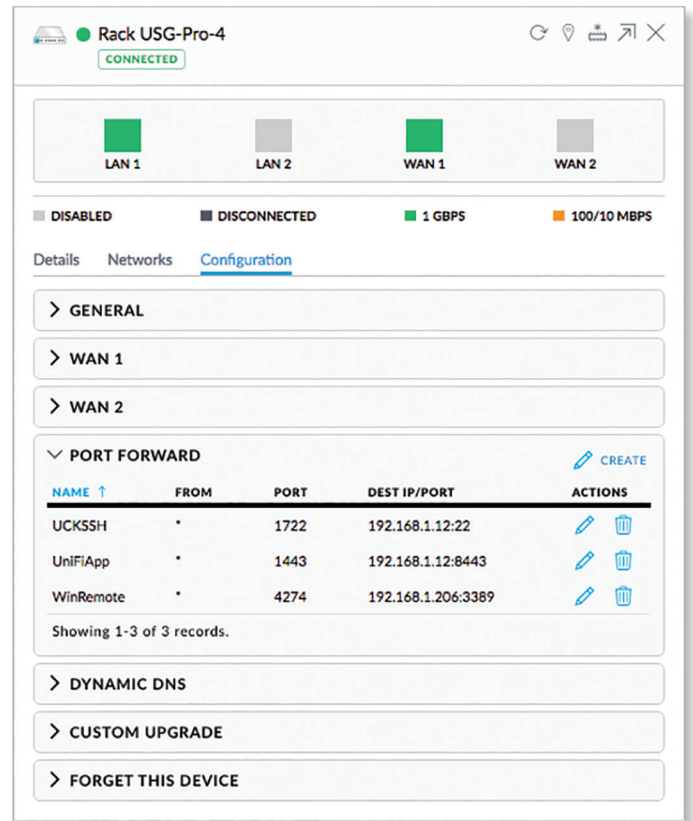 Rack USG-Pro-4
CONNECTED
LAN 1 LAN 2 WAN 1 WAN 2
DISABLED DISCONNECTED 1 GBPS 100/10 MBPS
Details Networks Configuration
GENERAL
WAN 1
WAN 2
PORT FORWARD CREATE
NAME ↑ FROM PORT DEST IP/PORT ACTIONS
UCKSSH * 1722 192.168.1.12:22
UniFiApp * 1443 192.168.1.12:8443
WinRemote * 4274 192.168.1.206:3389
Showing 1-3 of 3 records.
DYNAMIC DNS
CUSTOM UPGRADE
FORGET THIS DEVICE